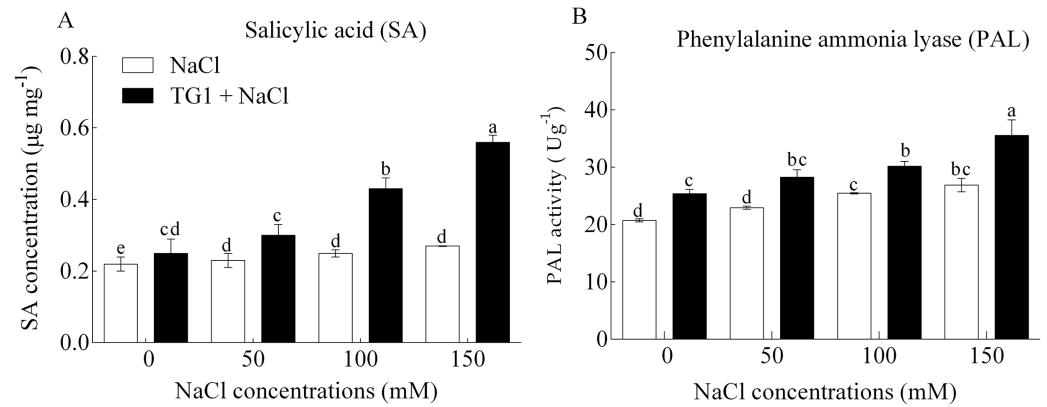 A
Salicylic acid (SA)
NaCl
TG1 + NaCl
SA concentration (µg mg⁻¹)
0.8
0.6
0.4
0.2
0.0
e
cd
d
c
d
b
d
a
0 50 100 150
NaCl concentrations (mM)
B
Phenylalanine ammonia lyase (PAL)
PAL activity ( Ug⁻¹)
50
40
30
20
10
0
d
c
d
bc
c
b
bc
a
0 50 100 150
NaCl concentrations (mM)